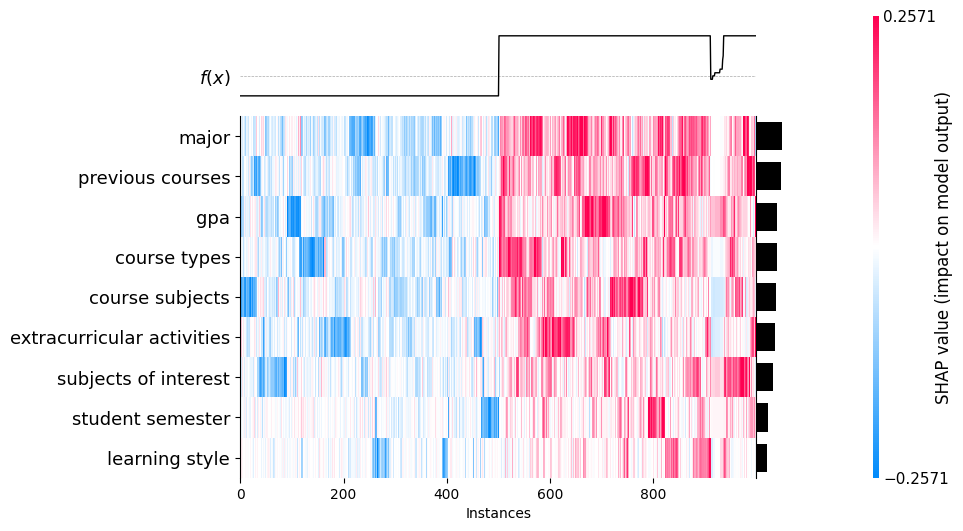 0.2571
f(x)
major
previous courses
gpa
course types
course subjects
extracurricular activities
subjects of interest
student semester
learning style
SHAP value (impact on model output)
−0.2571
0 200 400 600 800
Instances